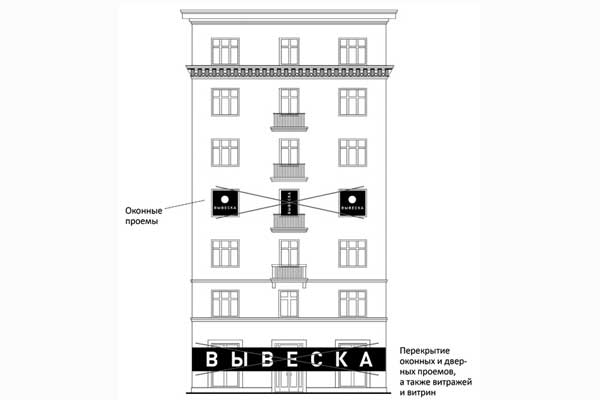 ВЫВЕСКА
ВЫВЕСКА
ВЫВЕСКА
Оконные
проемы
ВЫВЕСКА
Перекрытие
оконных и двер-
ных проемов,
а также витражей
и витрин